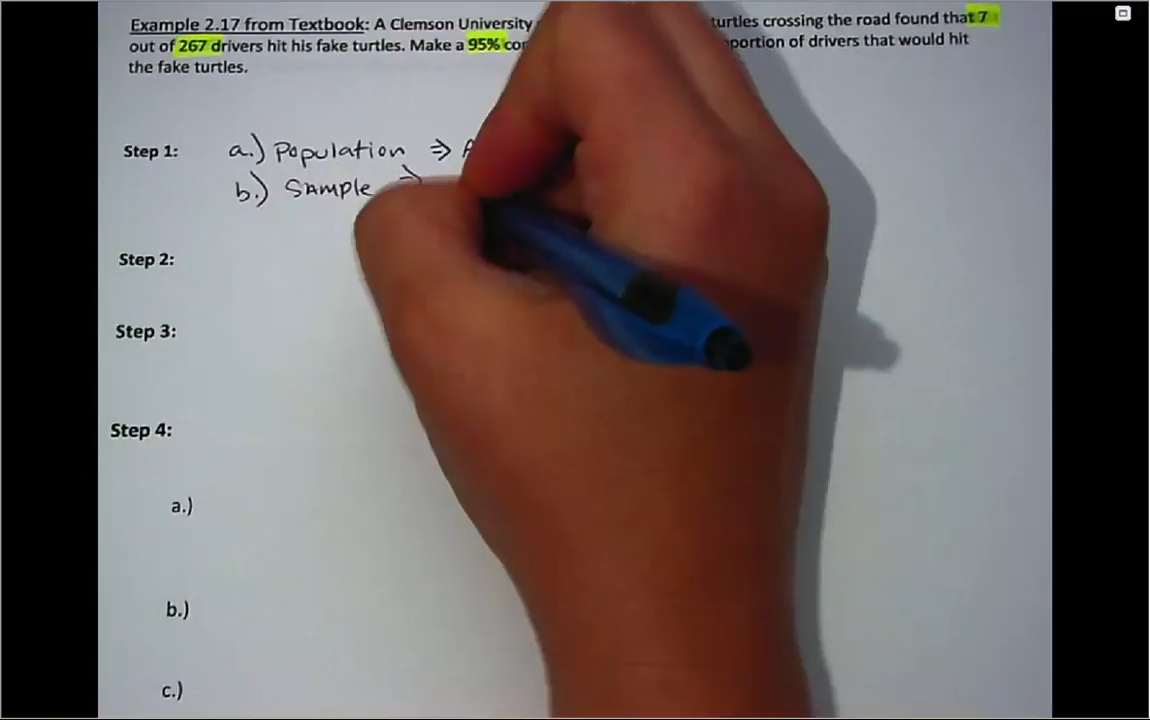 Example 2.17 from Textbook: A Clemson University turtles crossing the road found that 7
out of 267 drivers hit his fake turtles. Make a 95% portion of drivers that would hit
the fake turtles.
Step 1: a.) Population ⇒ A
b.) Sample ⇒
Step 2:
Step 3:
Step 4:
a.)
b.)
c.)